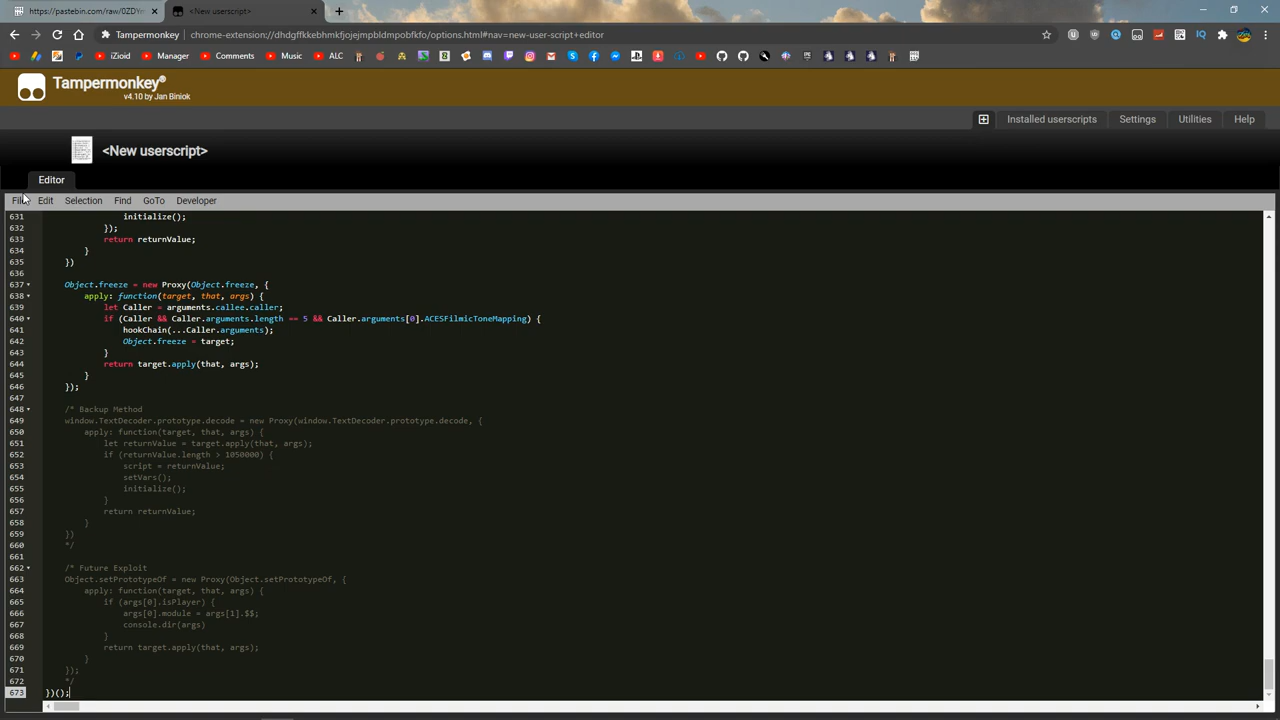 https://pastebin.com/raw/0ZDY
<New userscript>
Tampermonkey
chrome-extension://dhdgffkkebhmkfjojejmpbldmpobfkfo/options.html#nav=new-user-script+editor
iZioid
Manager
Comment
Music
ALC
Tampermonkey®
v4.10 by Jan Biniok
Installed userscripts
Settings
Utilities
Help
<New userscript>
Editor
File Edit Selection Find GoTo Developer
631 initialize();
632 });
633 return returnValue;
634 }
635 })
636
637 Object.freeze = new Proxy(Object.freeze, {
638 apply: function(target, that, args) {
639 let Caller = arguments.callee.caller;
640 if (Caller && Caller.arguments.length == 5 && Caller.arguments[0].ACESFilmicToneMapping) {
641 hookChain(...Caller.arguments);
642 Object.freeze = target;
643 }
644 return target.apply(that, args);
645 }
646 });
647
648 /* Backup Method
649 window.TextDecoder.prototype.decode = new Proxy(window.TextDecoder.prototype.decode, {
650 apply: function(target, that, args) {
651 let returnValue = target.apply(that, args);
652 if (returnValue.length > 1050000) {
653 script = returnValue;
654 setVars();
655 initialize();
656 }
657 return returnValue;
658 }
659 })
660 */
661
662 /* Future Exploit
663 Object.setPrototypeOf = new Proxy(Object.setPrototypeOf, {
664 apply: function(target, that, args) {
665 if (args[0].isPlayer) {
666 args[0].module = args[1].$$;
667 console.dir(args)
668 }
669 return target.apply(that, args);
670 }
671 });
672 */
673 })();